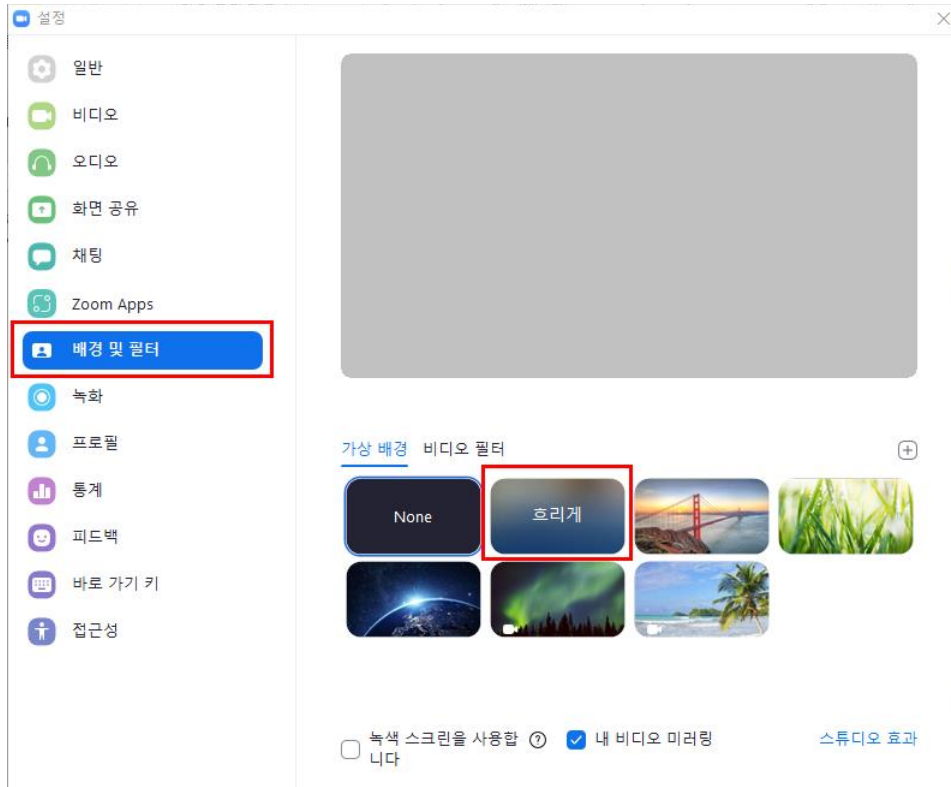 설정
일반
비디오
오디오
화면 공유
채팅
Zoom Apps
배경 및 필터
녹화
프로필
통계
피드백
바로 가기 키
접근성
가상 배경 비디오 필터
None 흐리게
녹색 스크린을 사용합
니다
내 비디오 미러링
스튜디오 효과